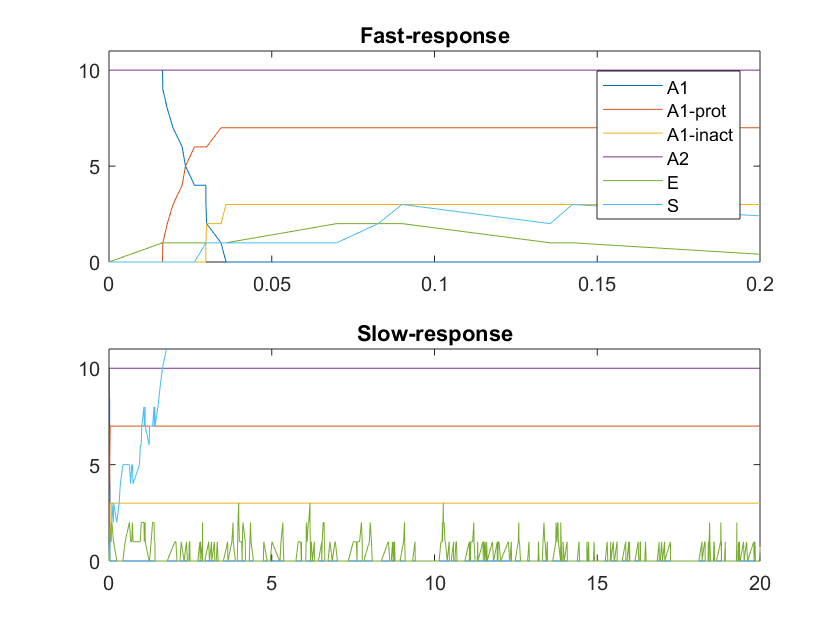 Fast-response
10
5
0
0 0.05 0.1 0.15 0.2
A1
A1-prot
A1-inact
A2
E
S
Slow-response
10
5
0
0 5 10 15 20